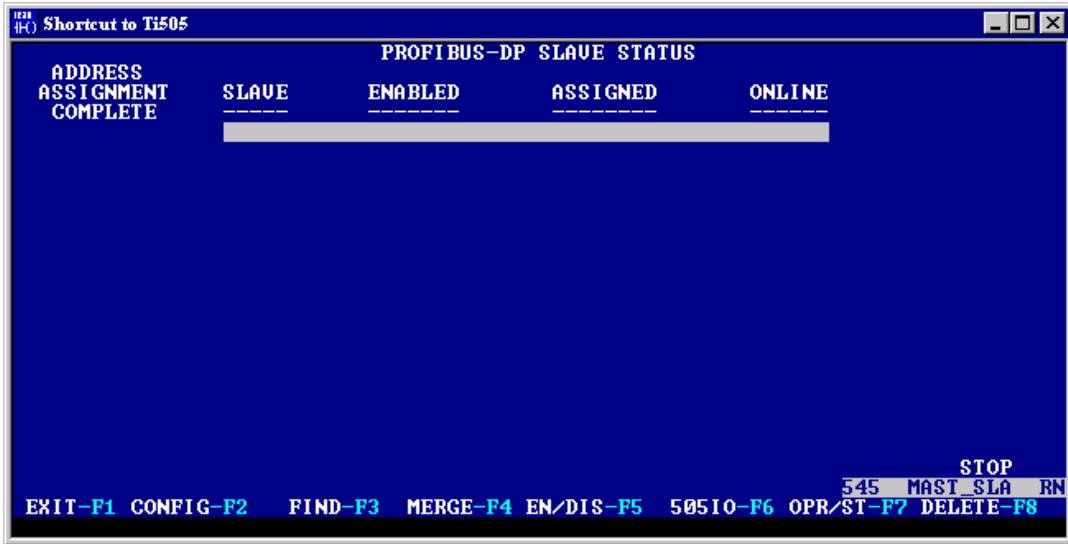 Shortcut to Ti505
PROFIBUS-DP SLAVE STATUS
ADDRESS
ASSIGNMENT SLAVE ENABLED ASSIGNED ONLINE
COMPLETE ----- ------- -------- ------
STOP
545 MAST_SLA RN
EXIT-F1 CONFIG-F2 FIND-F3 MERGE-F4 EN/DIS-F5 505IO-F6 OPR/ST-F7 DELETE-F8